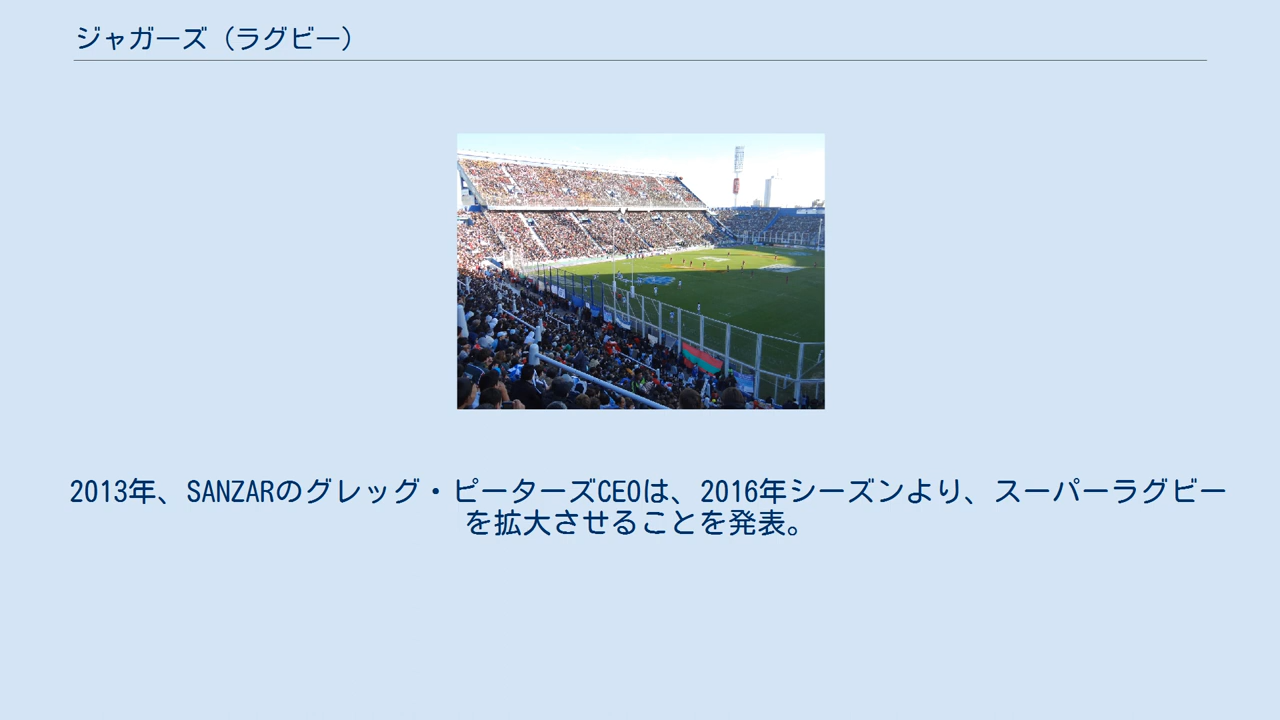 ジャガーズ（ラグビー）
2013年、SANZARのグレッグ・ピーターズCEOは、2016年シーズンより、スーパーラグビー
を拡大させることを発表。